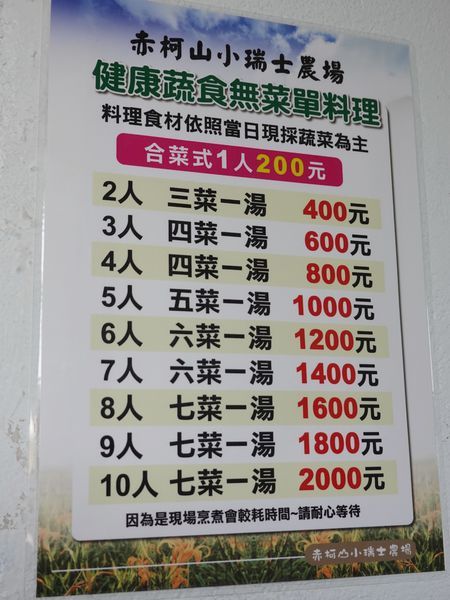 赤柯山小瑞士農場
健康蔬食無菜單料理
料理食材依照當日現採蔬菜為主
合菜式1人200元
2人 三菜一湯 400元
3人 四菜一湯 600元
4人 四菜一湯 800元
5人 五菜一湯 1000元
6人 六菜一湯 1200元
7人 六菜一湯 1400元
8人 七菜一湯 1600元
9人 七菜一湯 1800元
10人 七菜一湯 2000元
因為是現場烹煮會較耗時間~請耐心等待
赤柯山小瑞士農場